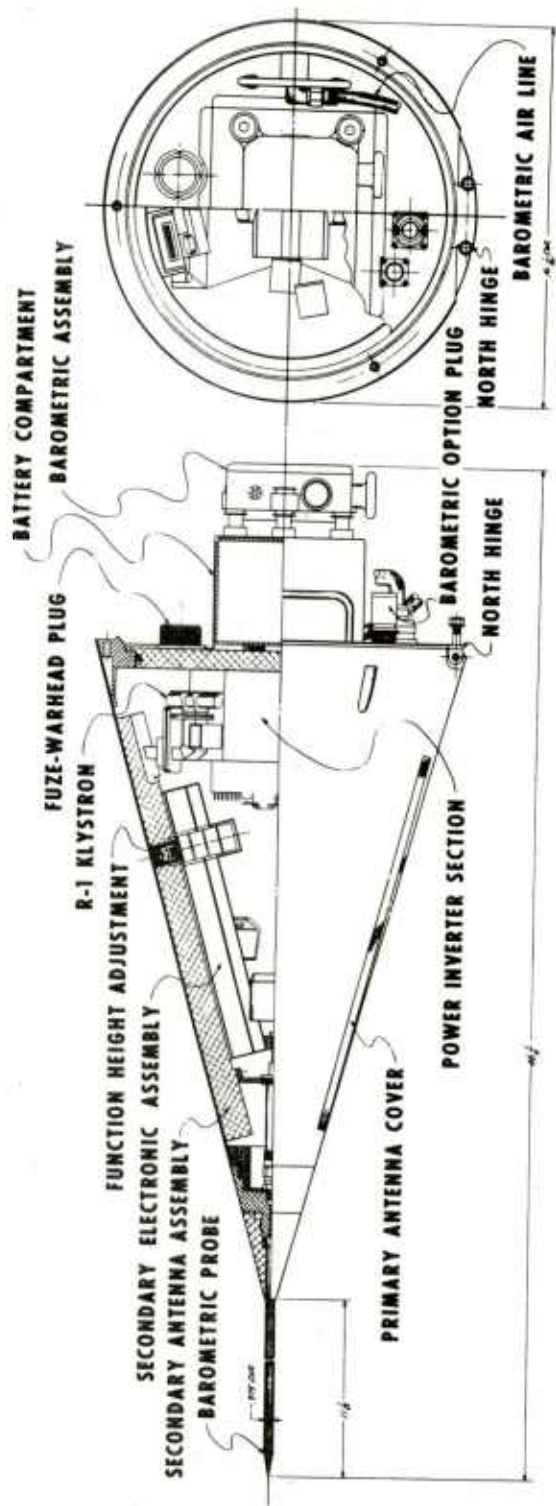 BATTERY COMPARTMENT
BAROMETRIC ASSEMBLY
FUZE-WARHEAD PLUG
R-1 KLYSTRON
FUNCTION HEIGHT ADJUSTMENT
SECONDARY ELECTRONIC ASSEMBLY
SECONDARY ANTENNA ASSEMBLY
BAROMETRIC PROBE
PRIMARY ANTENNA COVER
POWER INVERTER SECTION
NORTH HINGE
BAROMETRIC OPTION PLUG
NORTH HINGE
BAROMETRIC AIR LINE